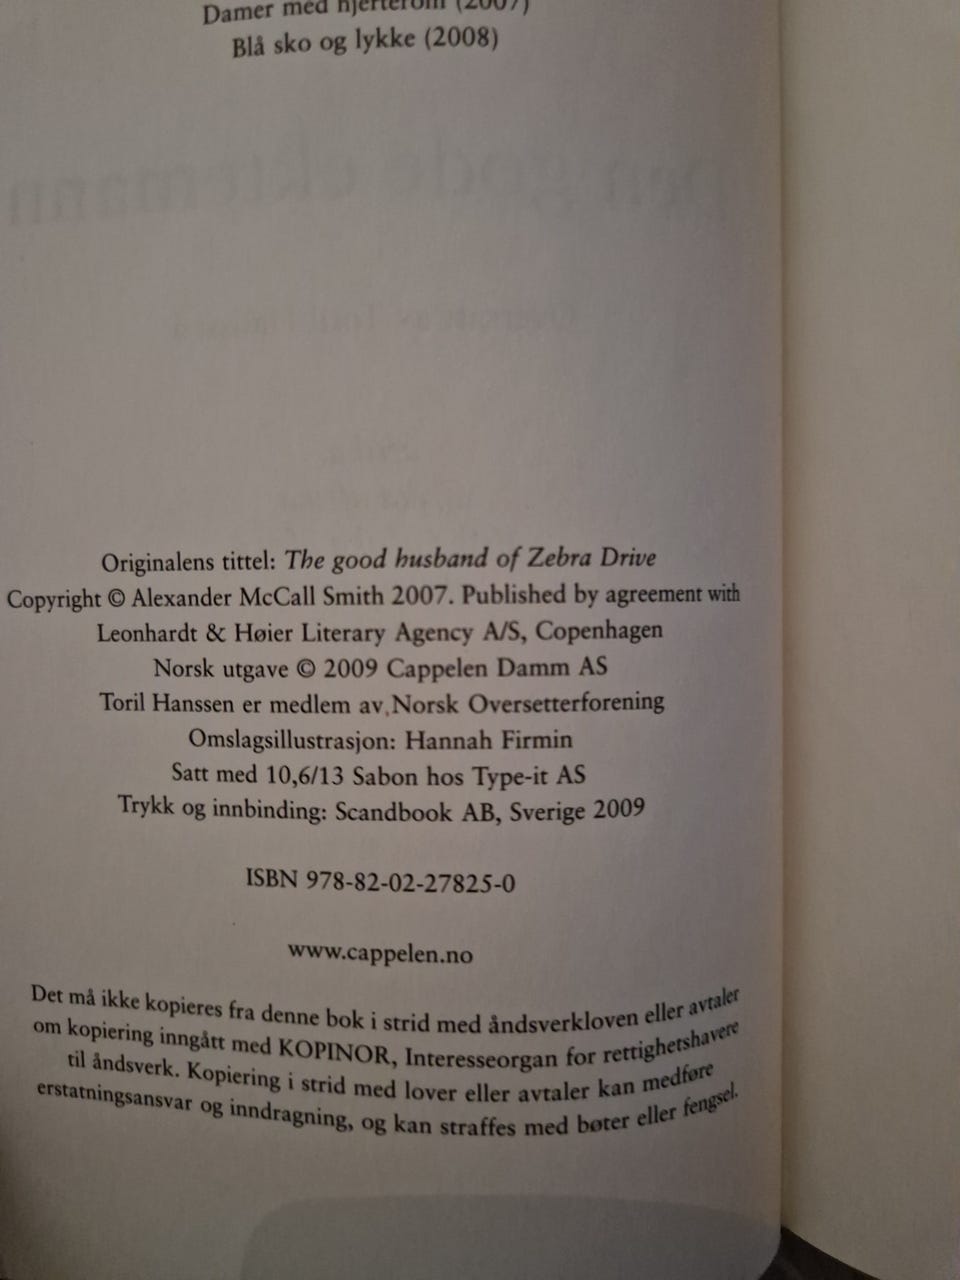 Damer med hjerterom (2007)
Blå sko og lykke (2008)
Originalens tittel: The good husband of Zebra Drive
Copyright © Alexander McCall Smith 2007. Published by agreement with
Leonhardt & Høier Literary Agency A/S, Copenhagen
Norsk utgave © 2009 Cappelen Damm AS
Toril Hanssen er medlem av Norsk Oversetterforening
Omslagsillustrasjon: Hannah Firmin
Satt med 10,6/13 Sabon hos Type-it AS
Trykk og innbinding: Scandbook AB, Sverige 2009
ISBN 978-82-02-27825-0
www.cappelen.no
Det må ikke kopieres fra denne bok i strid med åndsverkloven eller avtaler
om kopiering inngått med KOPINOR, Interesseorgan for rettighetshavere
til åndsverk. Kopiering i strid med lover eller avtaler kan medføre
erstatningsansvar og inndragning, og kan straffes med bøter eller fengsel.